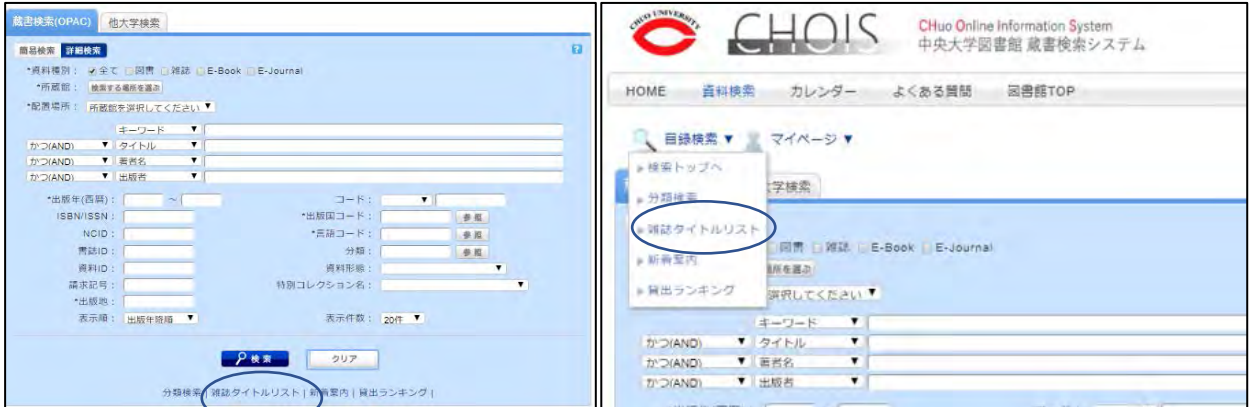 蔵書検索(OPAC) 他大学検索
簡易検索 詳細検索
*資料種別： 全て 図書 雑誌 E-Book E-Journal
*所蔵館： 検索する場所を選ぶ
*配置場所： 所蔵館を選択してください ▼
キーワード ▼
かつ(AND) ▼ タイトル ▼
かつ(AND) ▼ 著者名 ▼
かつ(AND) ▼ 出版者 ▼
*出版年(西暦)： ～ コード： ▼
ISBN/ISSN： *出版国コード： 参照
NCID： *言語コード： 参照
書誌ID： 分類： 参照
資料ID： 資料形態： ▼
請求記号： 特別コレクション名： ▼
*出版地：
表示順： 出版年降順 ▼ 表示件数： 20件 ▼
検索 クリア
分類検索 | 雑誌タイトルリスト | 新着案内 | 貸出ランキング |
CHUO UNIVERSITY
CHOIS
CHuo Online Information System
中央大学図書館 蔵書検索システム
HOME 資料検索 カレンダー よくある質問 図書館TOP
目録検索 ▼ マイページ ▼
検索トップへ
分類検索
雑誌タイトルリスト
新着案内
貸出ランキング
学検索
図書 雑誌 E-Book E-Journal
場所を選ぶ
選択してください ▼
キーワード ▼
かつ(AND) ▼ タイトル ▼
かつ(AND) ▼ 著者名 ▼
かつ(AND) ▼ 出版者 ▼